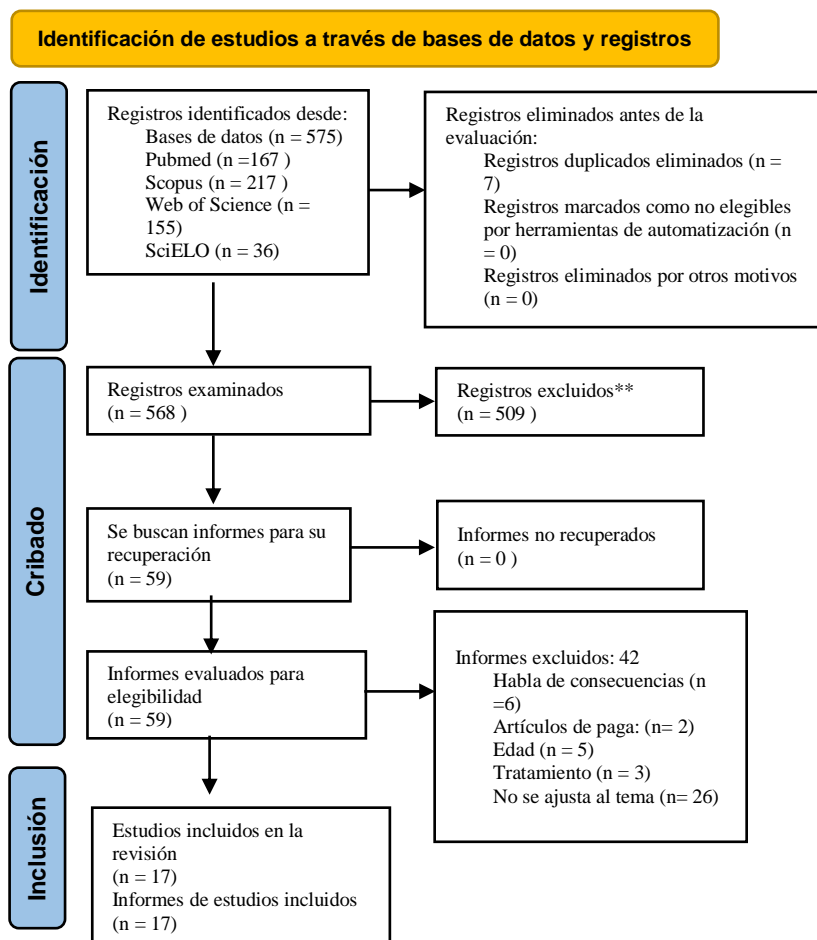 Identificación de estudios a través de bases de datos y registros
Identificación
Registros identificados desde:
Bases de datos (n = 575)
Pubmed (n =167 )
Scopus (n = 217 )
Web of Science (n =
155)
SciELO (n = 36)
Registros eliminados antes de la
evaluación:
Registros duplicados eliminados (n =
7)
Registros marcados como no elegibles
por herramientas de automatización (n
= 0)
Registros eliminados por otros motivos
(n = 0)
Cribado
Registros examinados
(n = 568 )
Registros excluidos**
(n = 509 )
Se buscan informes para su
recuperación
(n = 59)
Informes no recuperados
(n = 0 )
Informes evaluados para
elegibilidad
(n = 59)
Informes excluidos: 42
Habla de consecuencias (n
=6)
Artículos de paga: (n= 2)
Edad (n = 5)
Tratamiento (n = 3)
No se ajusta al tema (n= 26)
Inclusión
Estudios incluidos en la
revisión
(n = 17)
Informes de estudios incluidos
(n = 17)